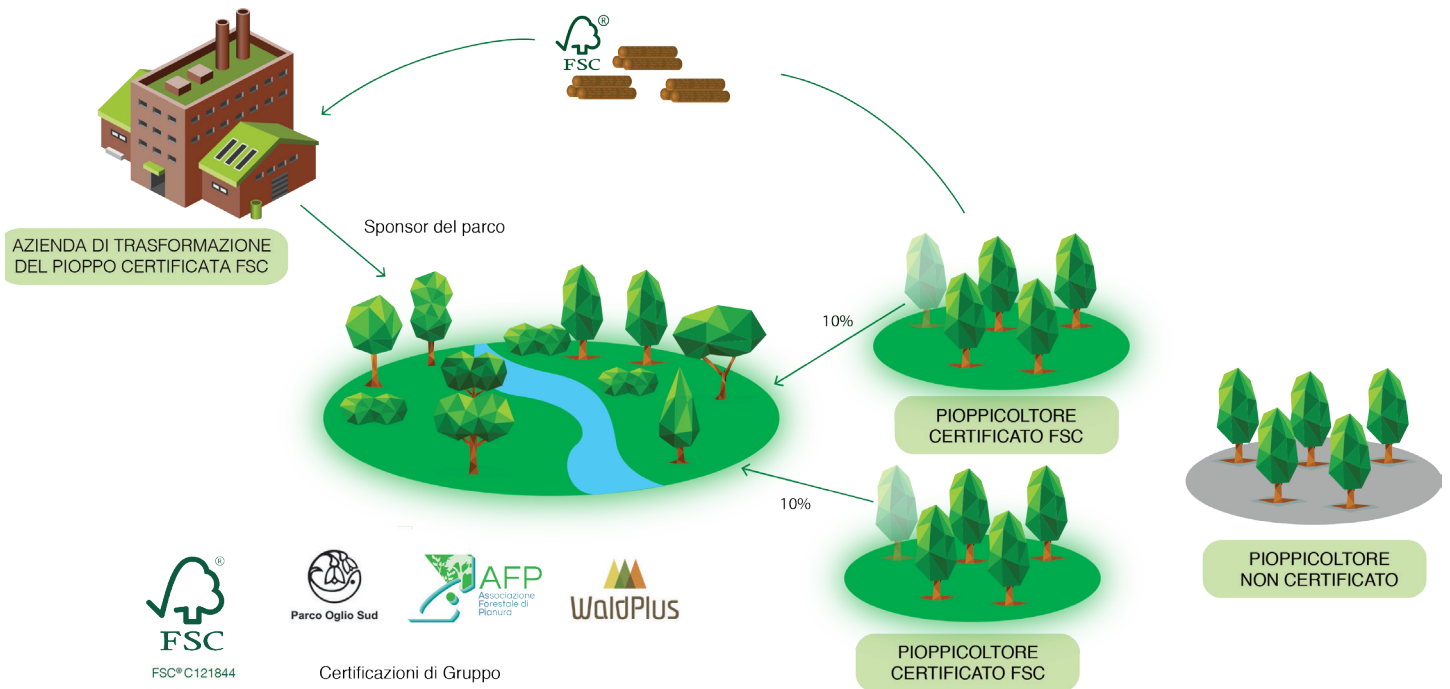 ®
FSC
AZIENDA DI TRASFORMAZIONE
DEL PIOPPO CERTIFICATA FSC
Sponsor del parco
10%
PIOPPICOLTORE
CERTIFICATO FSC
10%
PIOPPICOLTORE
NON CERTIFICATO
PIOPPICOLTORE
CERTIFICATO FSC
®
FSC
FSC® C121844
Parco Oglio Sud
AFP
Associazione
Forestale di
Pianura
WaldPlus
Certificazioni di Gruppo